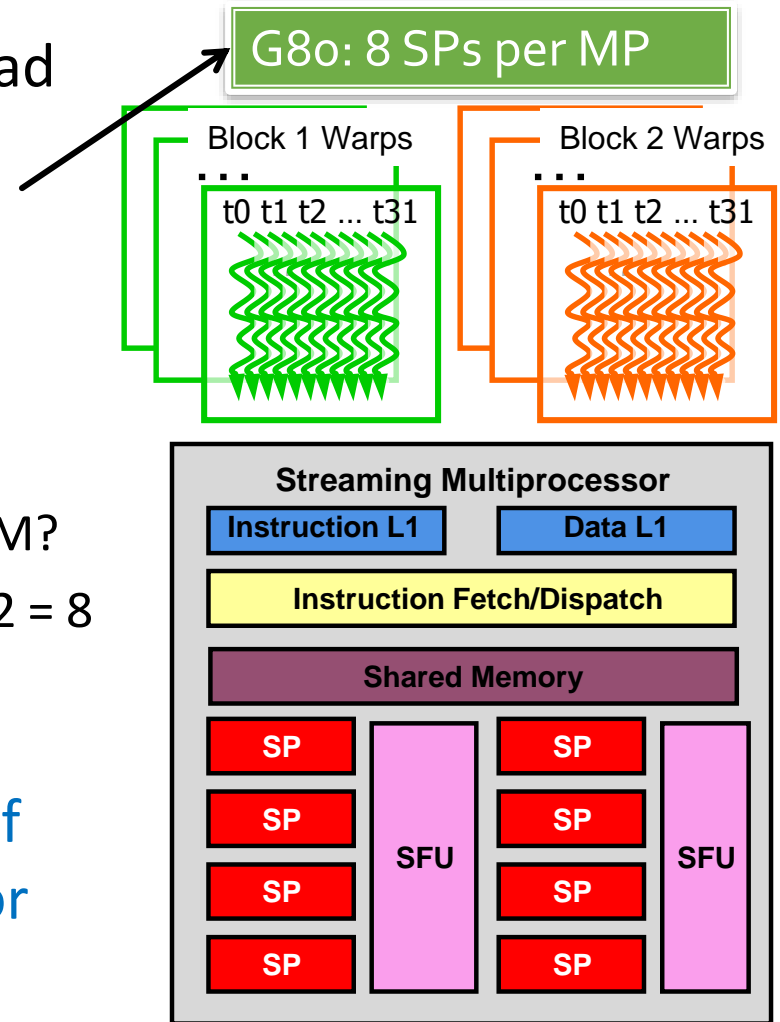 ad
G80: 8 SPs per MP
Block 1 Warps
...
t0 t1 t2 … t31
Block 2 Warps
...
t0 t1 t2 … t31
M?
2 = 8
f
or
Streaming Multiprocessor
Instruction L1
Data L1
Instruction Fetch/Dispatch
Shared Memory
SP
SP
SP
SP
SFU
SP
SP
SP
SP
SFU